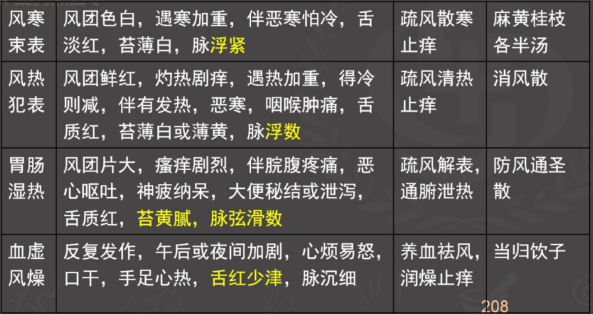 风寒束表 风团色白，遇寒加重，伴恶寒怕冷，舌淡红，苔薄白，脉浮紧 疏风散寒止痒 麻黄桂枝各半汤
风热犯表 风团鲜红，灼热剧痒，遇热加重，得冷则减，伴有发热，恶寒，咽喉肿痛，舌质红，苔薄白或薄黄，脉浮数 疏风清热止痒 消风散
胃肠湿热 风团片大，瘙痒剧烈，伴脘腹疼痛，恶心呕吐，神疲纳呆，大便秘结或泄泻，舌质红，苔黄腻，脉弦滑数 疏风解表，通腑泄热 防风通圣散
血虚风燥 反复发作，午后或夜间加剧，心烦易怒，口干，手足心热，舌红少津，脉沉细 养血祛风，润燥止痒 当归饮子
208